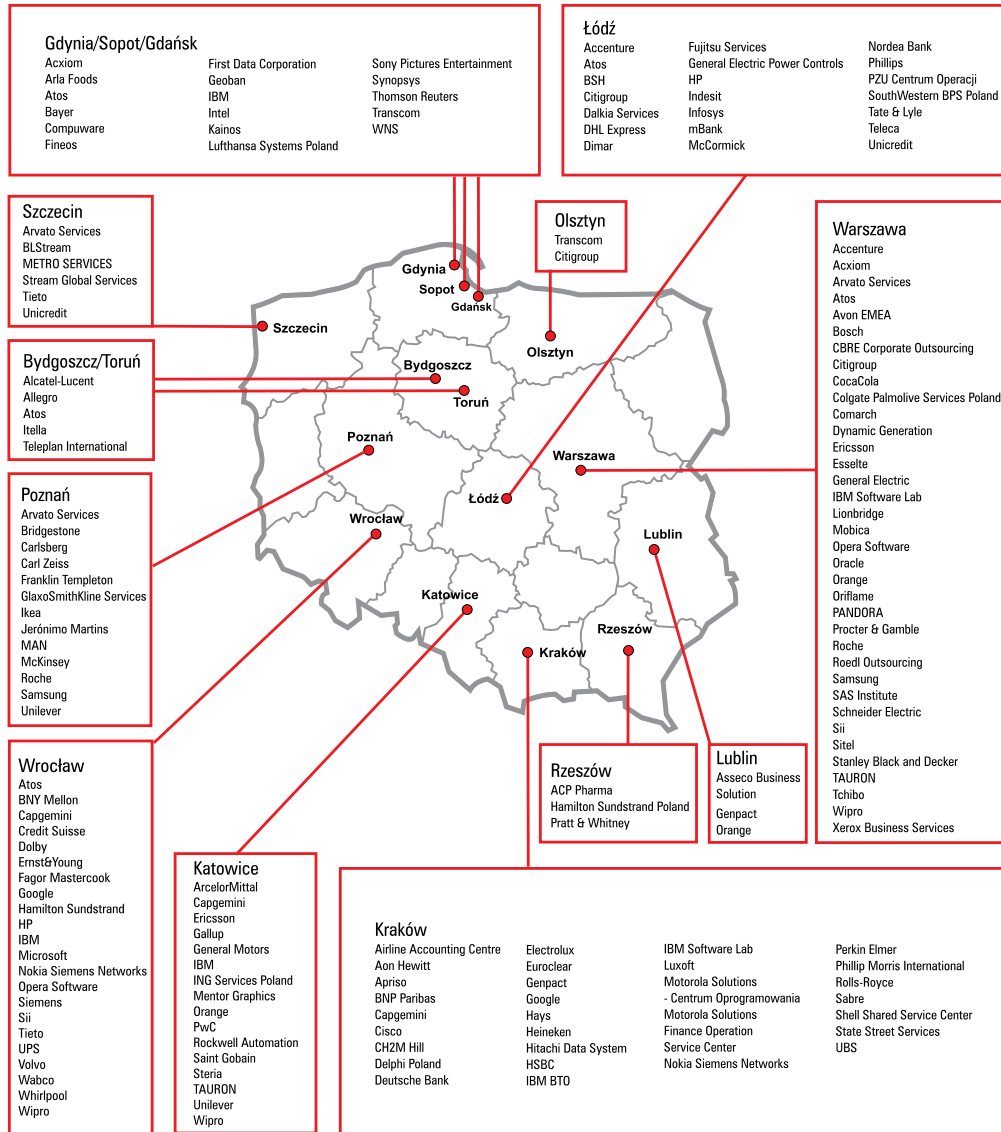 Gdynia/Sopot/Gdańsk
Acxiom
Arla Foods
Atos
Bayer
Compuware
Fineos
First Data Corporation
Geoban
IBM
Intel
Kainos
Lufthansa Systems Poland
Sony Pictures Entertainment
Synopsys
Thomson Reuters
Transcom
WNS
Łódź
Accenture
Atos
BSH
Citigroup
Dalkia Services
DHL Express
Dimar
Fujitsu Services
General Electric Power Controls
HP
Indesit
Infosys
mBank
McCormick
Nordea Bank
Phillips
PZU Centrum Operacji
SouthWestern BPS Poland
Tate & Lyle
Teleca
Unicredit
Szczecin
Arvato Services
BLStream
METRO SERVICES
Stream Global Services
Tieto
Unicredit
Olsztyn
Transcom
Citigroup
Warszawa
Accenture
Acxiom
Arvato Services
Atos
Avon EMEA
Bosch
CBRE Corporate Outsourcing
Citigroup
CocaCola
Colgate Palmolive Services Poland
Comarch
Dynamic Generation
Ericsson
Esselte
General Electric
IBM Software Lab
Lionbridge
Mobica
Opera Software
Oracle
Orange
Oriflame
PANDORA
Procter & Gamble
Roche
Roedl Outsourcing
Samsung
SAS Institute
Schneider Electric
Sii
Sitel
Stanley Black and Decker
TAURON
Tchibo
Wipro
Xerox Business Services
Bydgoszcz/Toruń
Alcatel-Lucent
Allegro
Atos
Itella
Teleplan International
Gdynia
Sopot
Gdańsk
Szczecin
Olsztyn
Bydgoszcz
Toruń
Poznań
Warszawa
Łódź
Wrocław
Lublin
Katowice
Rzeszów
Kraków
Poznań
Arvato Services
Bridgestone
Carlsberg
Carl Zeiss
Franklin Templeton
GlaxoSmithKline Services
Ikea
Jerónimo Martins
MAN
McKinsey
Roche
Samsung
Unilever
Wrocław
Atos
BNY Mellon
Capgemini
Credit Suisse
Dolby
Ernst&Young
Fagor Mastercook
Google
Hamilton Sundstrand
HP
IBM
Microsoft
Nokia Siemens Networks
Opera Software
Siemens
Sii
Tieto
UPS
Volvo
Wabco
Whirlpool
Wipro
Katowice
ArcelorMittal
Capgemini
Ericsson
Gallup
General Motors
IBM
ING Services Poland
Mentor Graphics
Orange
PwC
Rockwell Automation
Saint Gobain
Steria
TAURON
Unilever
Wipro
Rzeszów
ACP Pharma
Hamilton Sundstrand Poland
Pratt & Whitney
Lublin
Asseco Business
Solution
Genpact
Orange
Kraków
Airline Accounting Centre
Aon Hewitt
Apriso
BNP Paribas
Capgemini
Cisco
CH2M Hill
Delphi Poland
Deutsche Bank
Electrolux
Euroclear
Genpact
Google
Hays
Heineken
Hitachi Data System
HSBC
IBM BTO
IBM Software Lab
Luxoft
Motorola Solutions
- Centrum Oprogramowania
Motorola Solutions
Finance Operation
Service Center
Nokia Siemens Networks
Perkin Elmer
Phillip Morris International
Rolls-Royce
Sabre
Shell Shared Service Center
State Street Services
UBS